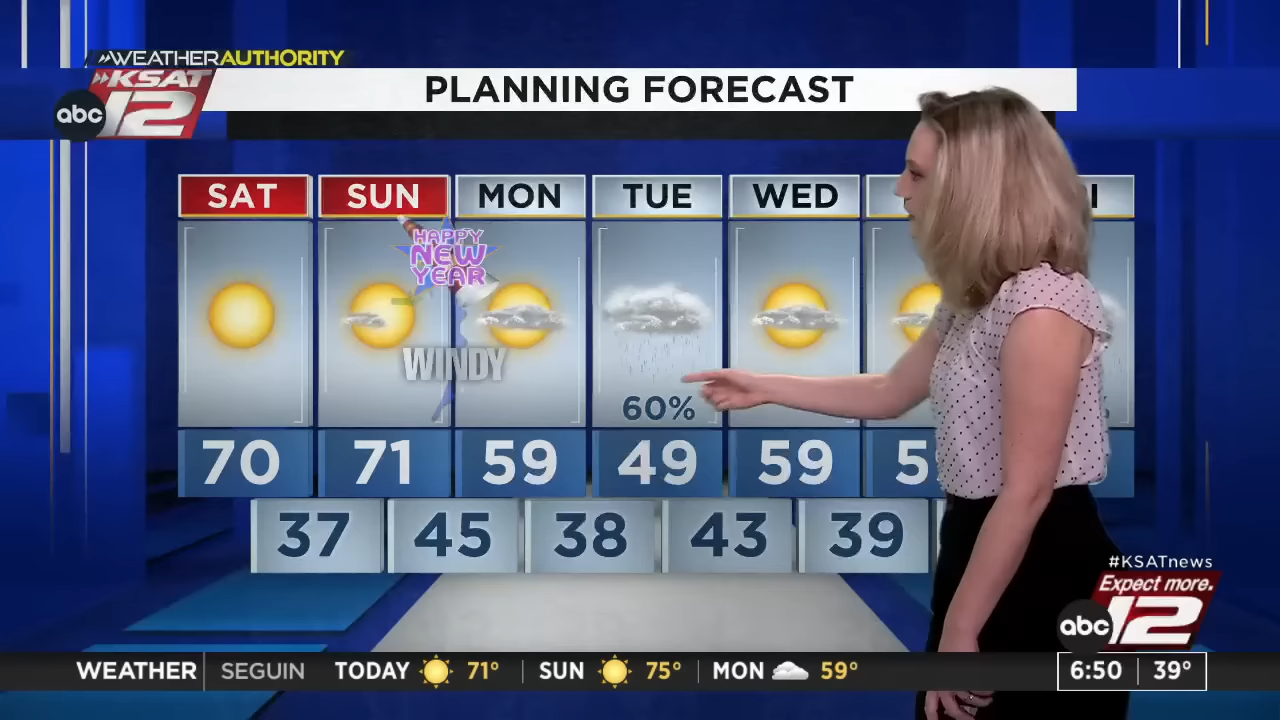 WEATHERAUTHORITY
KSAT
abc 12
PLANNING FORECAST
SAT SUN MON TUE WED
HAPPY
NEW
YEAR
WINDY
60%
70 71 59 49 59
37 45 38 43 39
#KSATnews
Expect more.
abc 12
WEATHER SEGUIN TODAY 71° SUN 75° MON 59° 6:50 39°